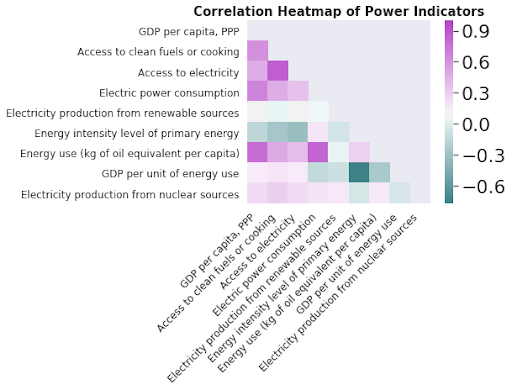 Correlation Heatmap of Power Indicators
GDP per capita, PPP
Access to clean fuels or cooking
Access to electricity
Electric power consumption
Electricity production from renewable sources
Energy intensity level of primary energy
Energy use (kg of oil equivalent per capita)
GDP per unit of energy use
Electricity production from nuclear sources
0.9
0.6
0.3
0.0
−0.3
−0.6
GDP per capita, PPP
Access to clean fuels or cooking
Access to electricity
Electric power consumption
Electricity production from renewable sources
Energy intensity level of primary energy
Energy use (kg of oil equivalent per capita)
GDP per unit of energy use
Electricity production from nuclear sources